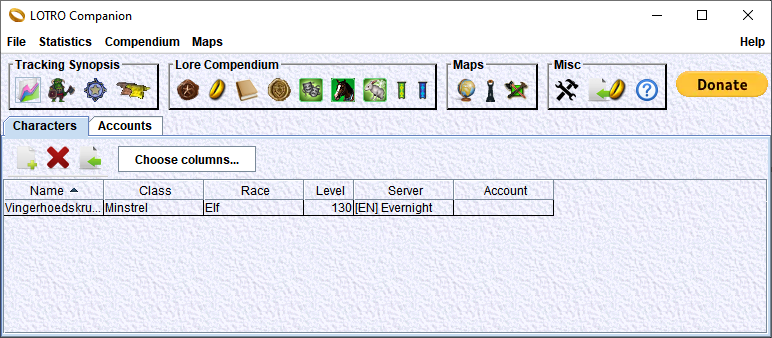 LOTRO Companion
File Statistics Compendium Maps Help
Tracking Synopsis Lore Compendium Maps Misc
Donate
Characters Accounts
Choose columns...
Name Class Race Level Server Account
Vingerhoedskru... Minstrel Elf 130 [EN] Evernight